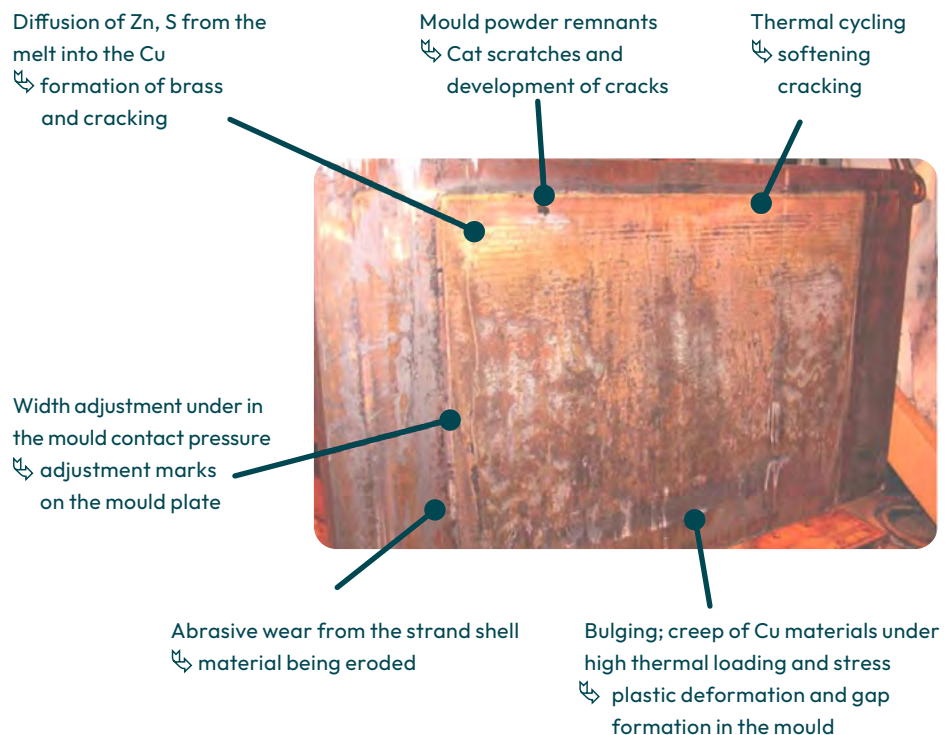 Diffusion of Zn, S from the
melt into the Cu
formation of brass
and cracking
Mould powder remnants
Cat scratches and
development of cracks
Thermal cycling
softening
cracking
Width adjustment under in
the mould contact pressure
adjustment marks
on the mould plate
Abrasive wear from the strand shell
material being eroded
Bulging; creep of Cu materials under
high thermal loading and stress
plastic deformation and gap
formation in the mould